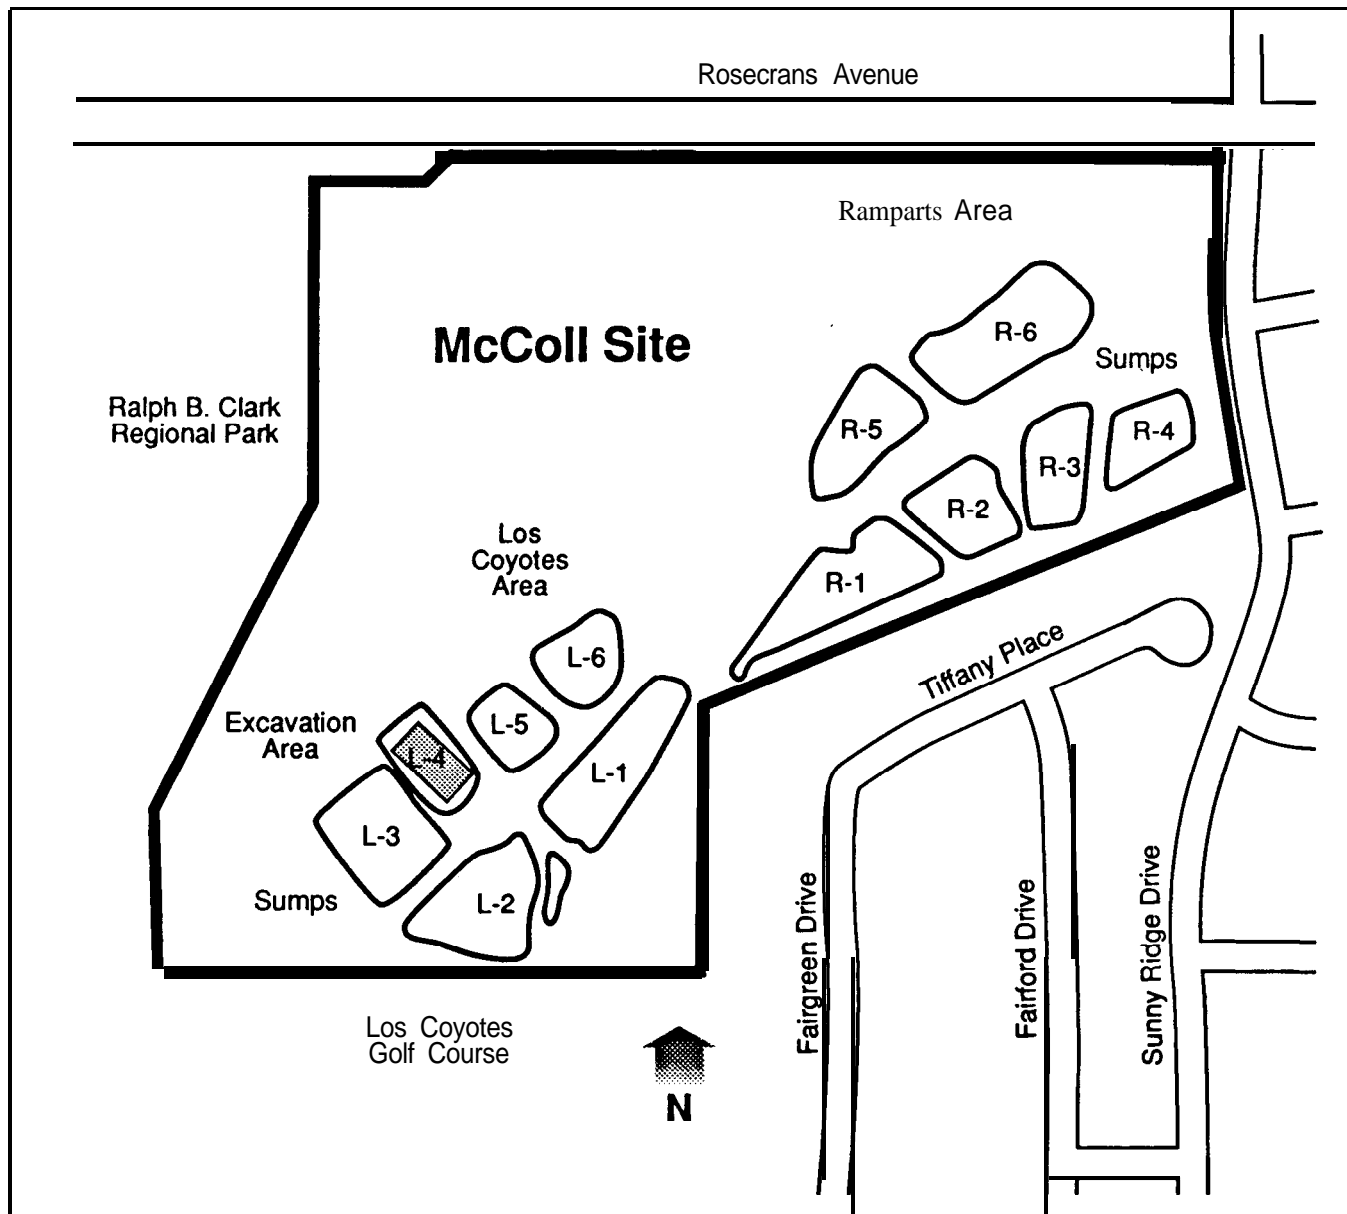 Rosecrans Avenue
Ramparts Area
McColl Site
R-6
Sumps
Ralph B. Clark
Regional Park
R-5
R-4
R-3
R-2
Los
Coyotes
Area
R-1
Tiffany Place
L-6
Excavation
Area
L-5
L-4
L-1
L-3
Sumps
L-2
Fairgreen Drive
Fairford Drive
Sunny Ridge Drive
Los Coyotes
Golf Course
N